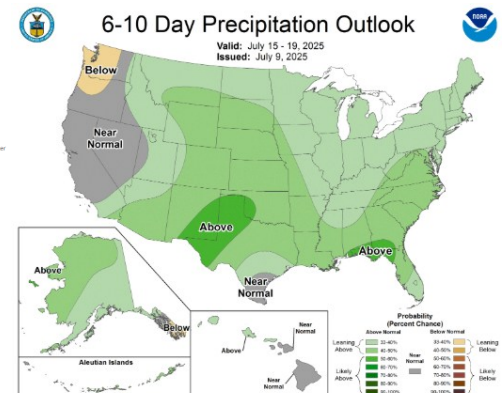 6-10 Day Precipitation Outlook
NOAA
Valid: July 15 - 19, 2025
Issued: July 9, 2025
Below
Near
Normal
Above
Above
Near
Normal
Above
Below
Aleutian Islands
Above
Near
Normal
Near
Normal
Probability
(Percent Chance)
Above Normal
Below Normal
Leaning
Above
33-40%
40-50%
50-60%
60-70%
70-80%
80-90%
90-100%
Likely
Above
Near
Normal
33-40%
40-50%
50-60%
60-70%
70-80%
80-90%
90-100%
Leaning
Below
Likely
Below